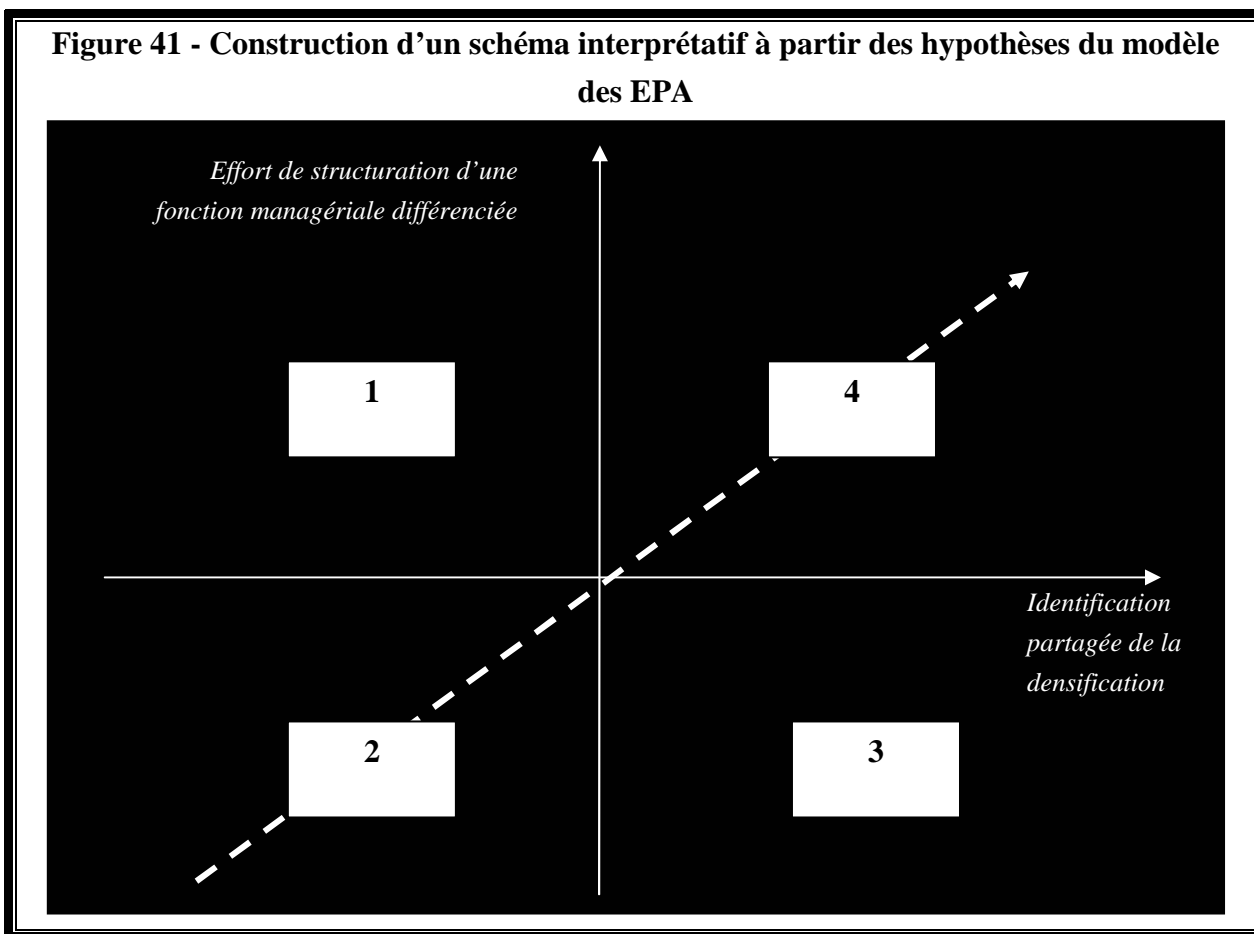 Figure 41 - Construction d’un schéma interprétatif à partir des hypothèses du modèle
des EPA
Effort de structuration d’une
fonction managériale différenciée
1
4
Identification
partagée de la
densification
2
3